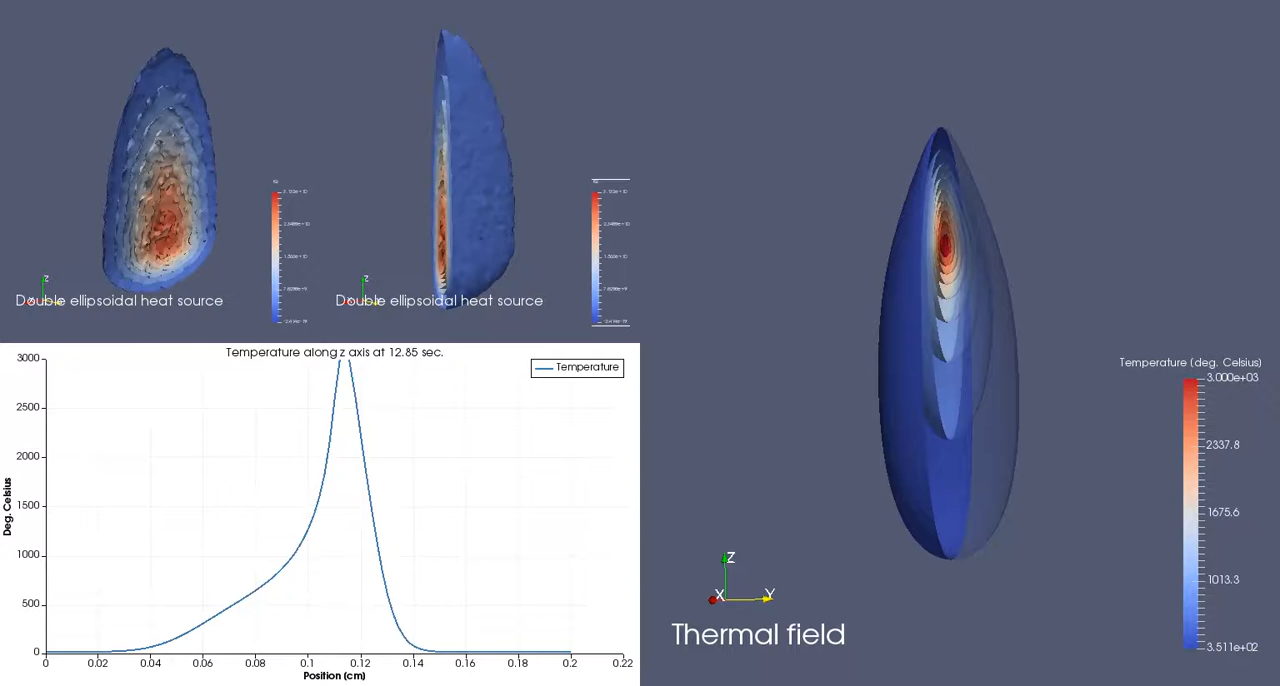 Z
Z
Double ellipsoidal heat source
Double ellipsoidal heat source
Temperature along z axis at 12.85 sec.
Temperature
3000
2500
2000
1500
1000
500
0
Deg. Celsius
0 0.02 0.04 0.06 0.08 0.1 0.12 0.14 0.16 0.18 0.2 0.22
Position (cm)
Temperature (deg. Celsius)
3.000e+03
2337.8
1675.6
1013.3
3.511e+02
Z
X Y
Thermal field